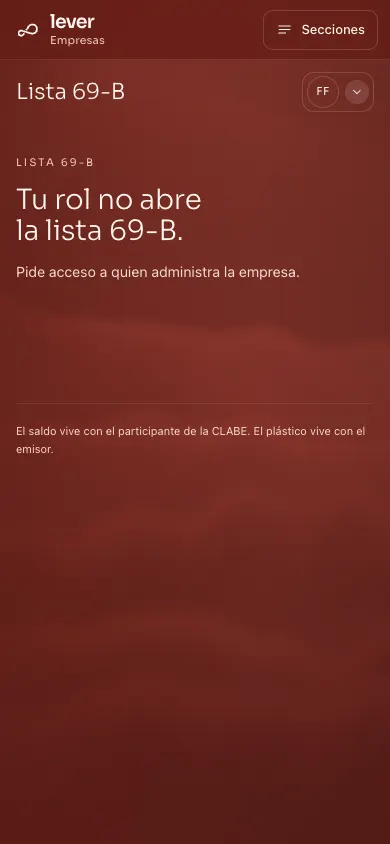 lever
Empresas
Secciones
Lista 69-B
FF
LISTA 69-B
Tu rol no abre
la lista 69-B.
Pide acceso a quien administra la empresa.
El saldo vive con el participante de la CLABE. El plástico vive con el
emisor.